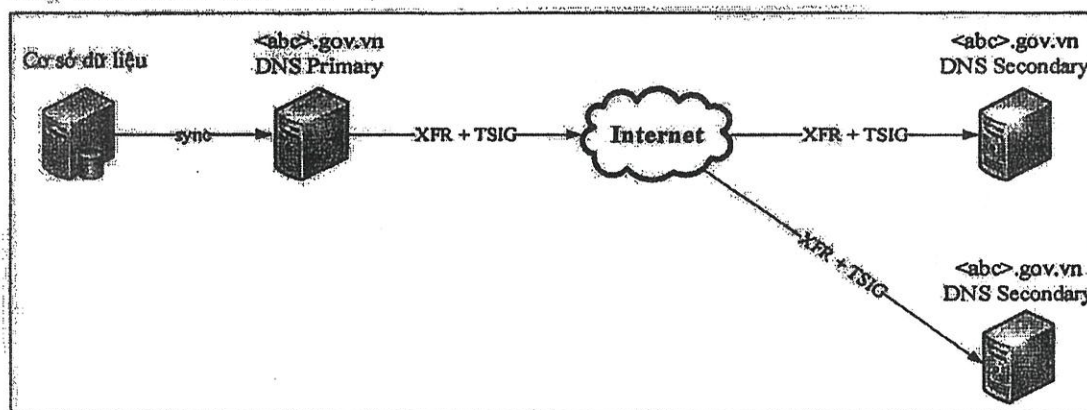 Cơ sở dữ liệu
<abc>.gov.vn
DNS Primary
<abc>.gov.vn
DNS Secondary
sync
XFR + TSIG
Internet
XFR + TSIG
XFR + TSIG
<abc>.gov.vn
DNS Secondary